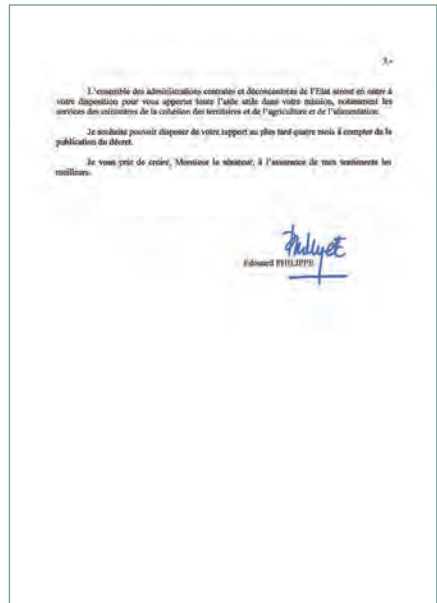 3.-
L'ensemble des administrations centrales et déconcentrées de l'Etat seront en outre à
votre disposition pour vous apporter toute l'aide utile dans votre mission, notamment les
services des ministères de la cohésion des territoires et de l'agriculture et de l'alimentation.
Je souhaite pouvoir disposer de votre rapport au plus tard quatre mois à compter de la
publication du décret.
Je vous prie de croire, Monsieur le sénateur, à l'assurance de mes sentiments les
meilleurs.
Edouard PHILIPPE